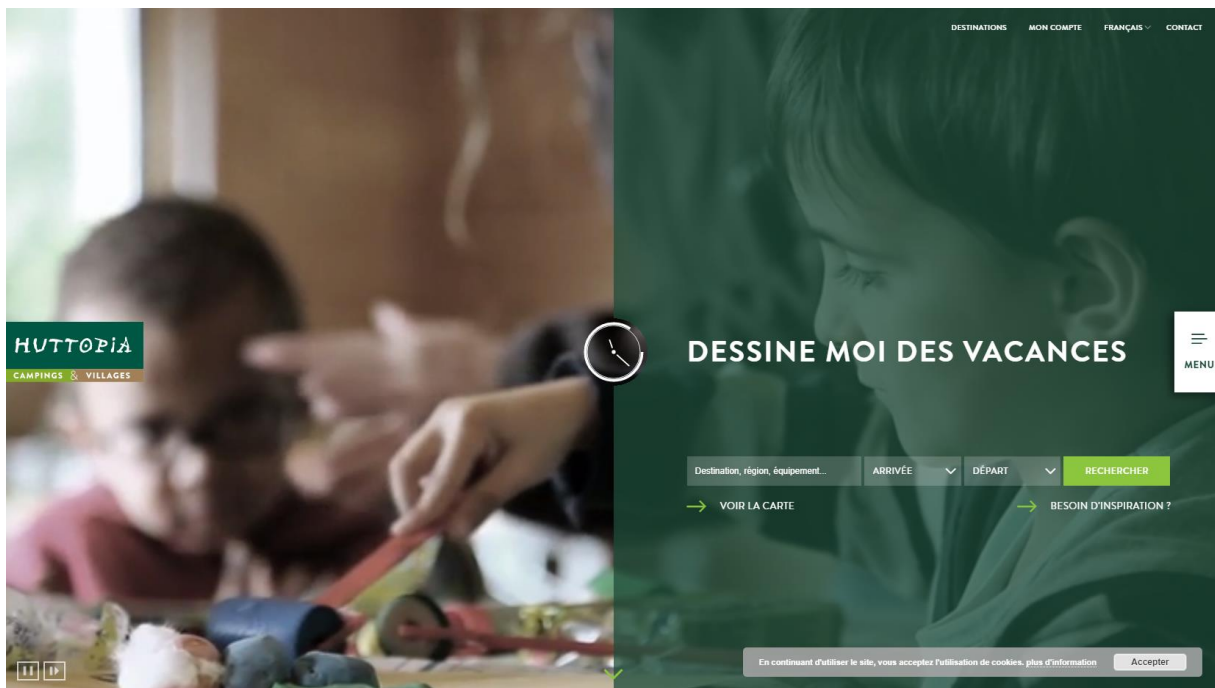 DESTINATIONS MON COMPTE FRANÇAIS CONTACT
HUTTOPiA
CAMPINGS & VILLAGES
DESSINE MOI DES VACANCES
MENU
Destination, région, équipement... ARRIVÉE DÉPART RECHERCHER
VOIR LA CARTE BESOIN D'INSPIRATION ?
En continuant d'utiliser le site, vous acceptez l'utilisation de cookies. plus d'information Accepter